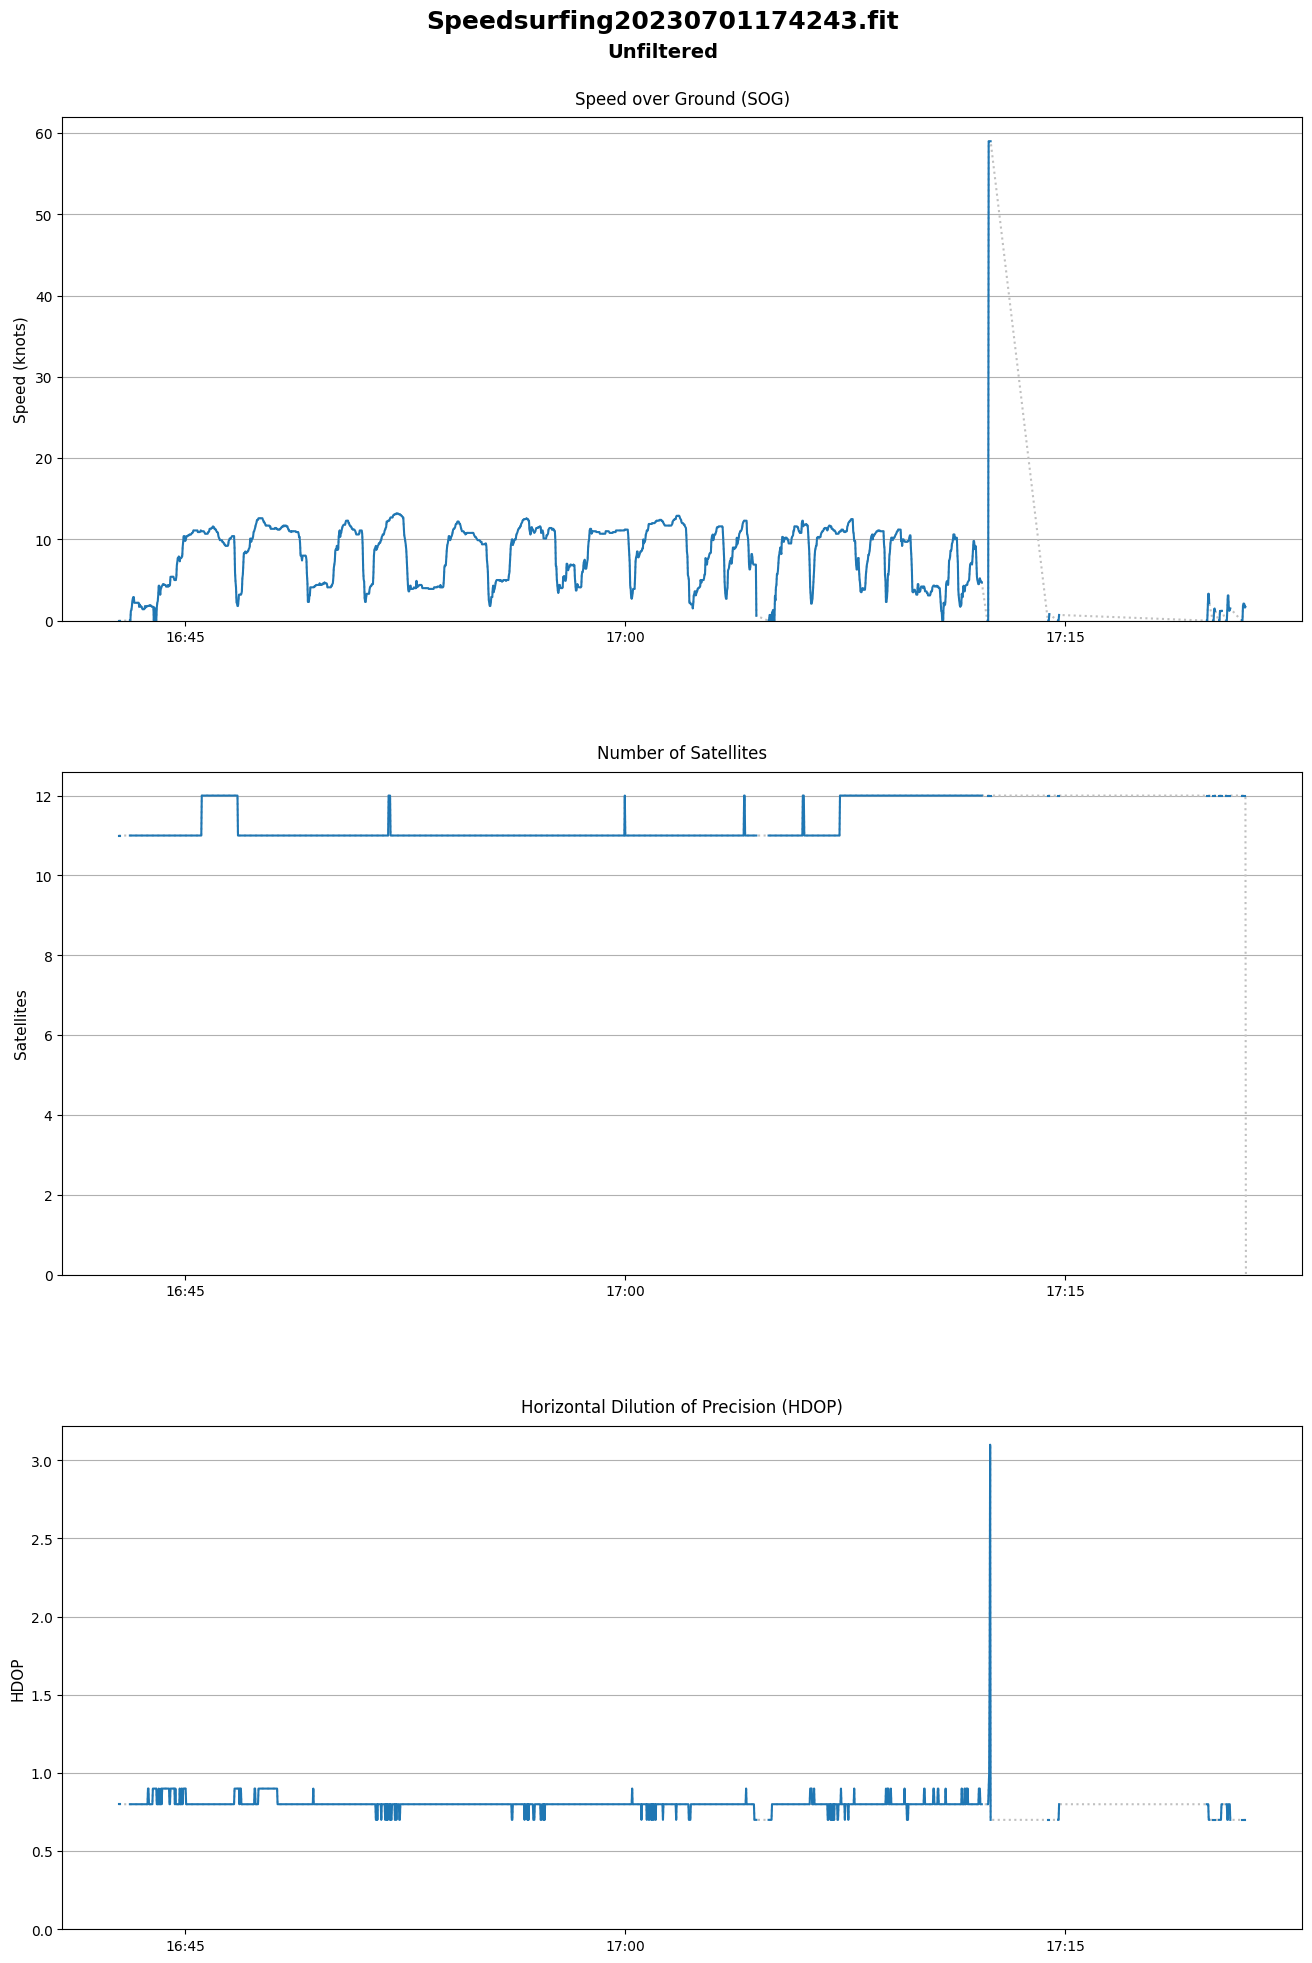 Speedsurfing20230701174243.fit
Unfiltered
Speed over Ground (SOG)
60
50
40
30
20
10
0
Speed (knots)
16:45 17:00 17:15
Number of Satellites
12
10
8
6
4
2
0
Satellites
16:45 17:00 17:15
Horizontal Dilution of Precision (HDOP)
3.0
2.5
2.0
1.5
1.0
0.5
0.0
HDOP
16:45 17:00 17:15